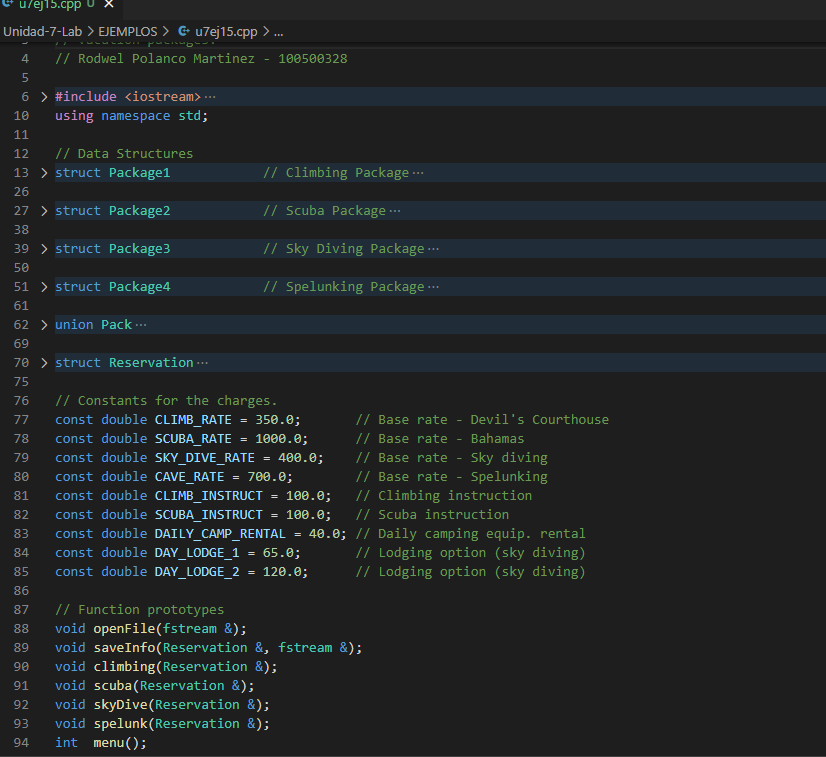 u7ej15.cpp U
Unidad-7-Lab > EJEMPLOS > u7ej15.cpp > ...
3 // Vacation packages.
4 // Rodwel Polanco Martinez - 100500328
5
6 > #include <iostream> ...
10 using namespace std;
11
12 // Data Structures
13 > struct Package1 // Climbing Package ...
26
27 > struct Package2 // Scuba Package ...
38
39 > struct Package3 // Sky Diving Package ...
50
51 > struct Package4 // Spelunking Package ...
61
62 > union Pack ...
69
70 > struct Reservation ...
75
76 // Constants for the charges.
77 const double CLIMB_RATE = 350.0; // Base rate - Devil's Courthouse
78 const double SCUBA_RATE = 1000.0; // Base rate - Bahamas
79 const double SKY_DIVE_RATE = 400.0; // Base rate - Sky diving
80 const double CAVE_RATE = 700.0; // Base rate - Spelunking
81 const double CLIMB_INSTRUCT = 100.0; // Climbing instruction
82 const double SCUBA_INSTRUCT = 100.0; // Scuba instruction
83 const double DAILY_CAMP_RENTAL = 40.0; // Daily camping equip. rental
84 const double DAY_LODGE_1 = 65.0; // Lodging option (sky diving)
85 const double DAY_LODGE_2 = 120.0; // Lodging option (sky diving)
86
87 // Function prototypes
88 void openFile(fstream &);
89 void saveInfo(Reservation &, fstream &);
90 void climbing(Reservation &);
91 void scuba(Reservation &);
92 void skyDive(Reservation &);
93 void spelunk(Reservation &);
94 int menu();